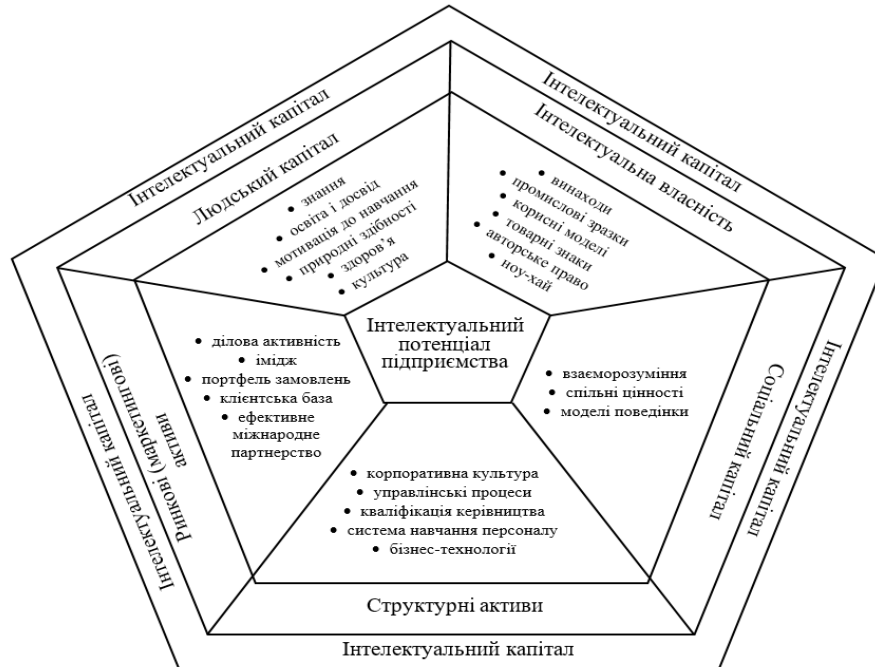 Інтелектуальний капітал
Інтелектуальний капітал
Людський капітал
Інтелектуальна власність
• знання
• освіта і досвід
• мотивація до навчання
• природні здібності
• здоров’я
• культура
• винаходи
• промислові зразки
• корисні моделі
• товарні знаки
• авторське право
• ноу-хай
Інтелектуальний
потенціал
підприємства
• ділова активність
• імідж
• портфель замовлень
• клієнтська база
• ефективне
міжнародне
партнерство
• взаєморозуміння
• спільні цінності
• моделі поведінки
Ринкові (маркетингові)
активи
Інтелектуальний капітал
Соціальний капітал
Інтелектуальний капітал
• корпоративна культура
• управлінські процеси
• кваліфікація керівництва
• система навчання персоналу
• бізнес-технології
Структурні активи
Інтелектуальний капітал